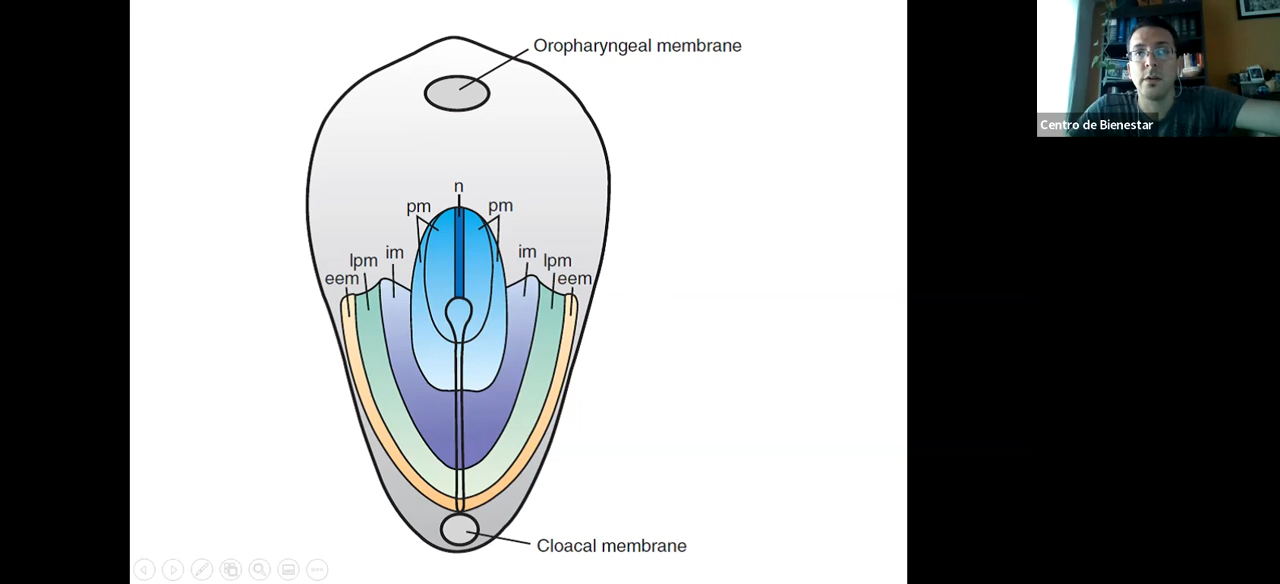 Oropharyngeal membrane
n
pm
pm
im
im
lpm
lpm
eem
eem
Cloacal membrane
Centro de Bienestar